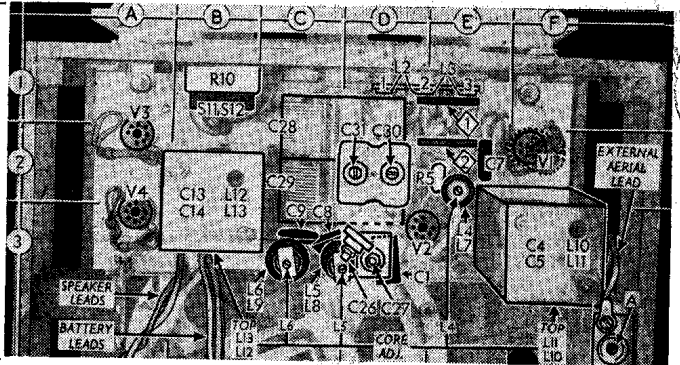 A B C D E F
1
R10
S11,S12
L2 L3
1 2 3
V3
C28
C31 C30
1
2
V1
EXTERNAL
AERIAL
LEAD
2
C7
R5
V4
C13 L12
C14 L13
C29
C9 C8
V2
L4
L7
3
C4 L10
C5 L11
C1
L6
L9
L5
L8
C26 C27
SPEAKER
LEADS
BATTERY
LEADS
TOP
L13
L12
L6
L5
CORE
ADJ.
L4
TOP
L11
L10
A